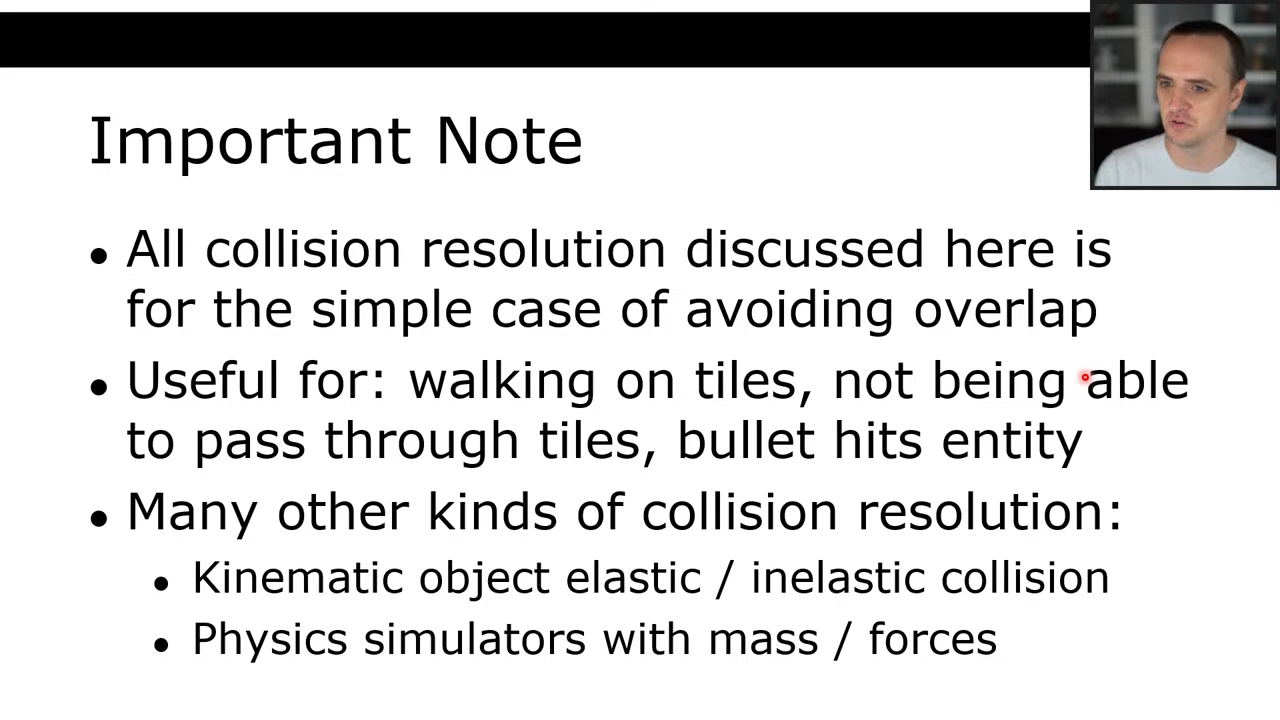 Important Note
• All collision resolution discussed here is
for the simple case of avoiding overlap
• Useful for: walking on tiles, not being able
to pass through tiles, bullet hits entity
• Many other kinds of collision resolution:
• Kinematic object elastic / inelastic collision
• Physics simulators with mass / forces